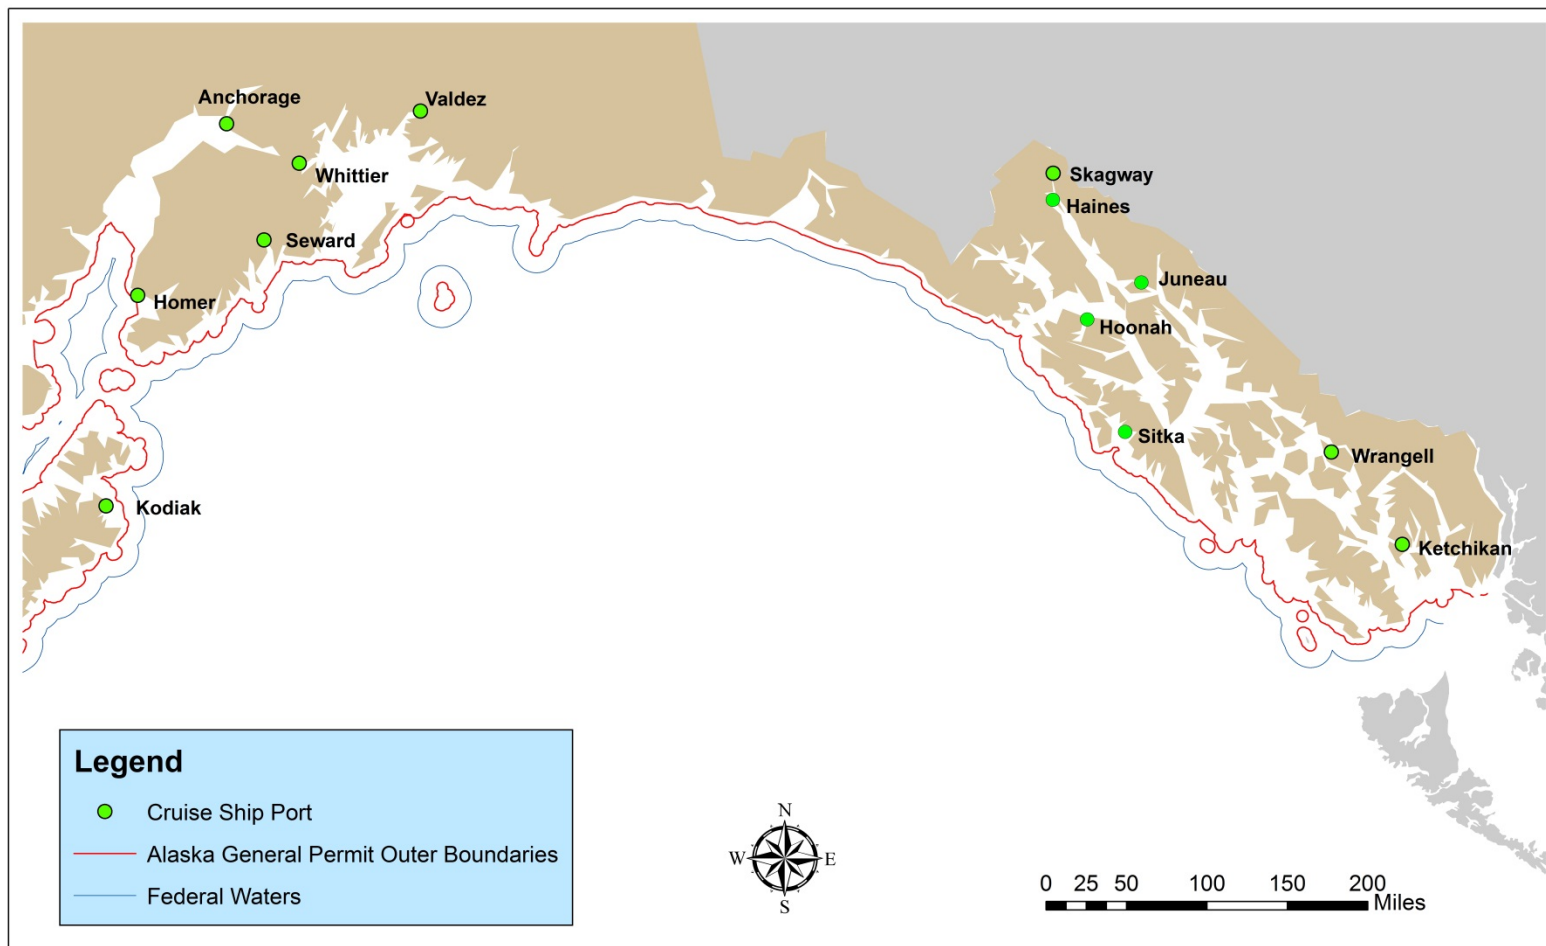 Anchorage
Valdez
Whittier
Skagway
Haines
Seward
Juneau
Homer
Hoonah
Sitka
Wrangell
Kodiak
Ketchikan
Legend
Cruise Ship Port
Alaska General Permit Outer Boundaries
Federal Waters
N
W E
S
0 25 50 100 150 200
Miles